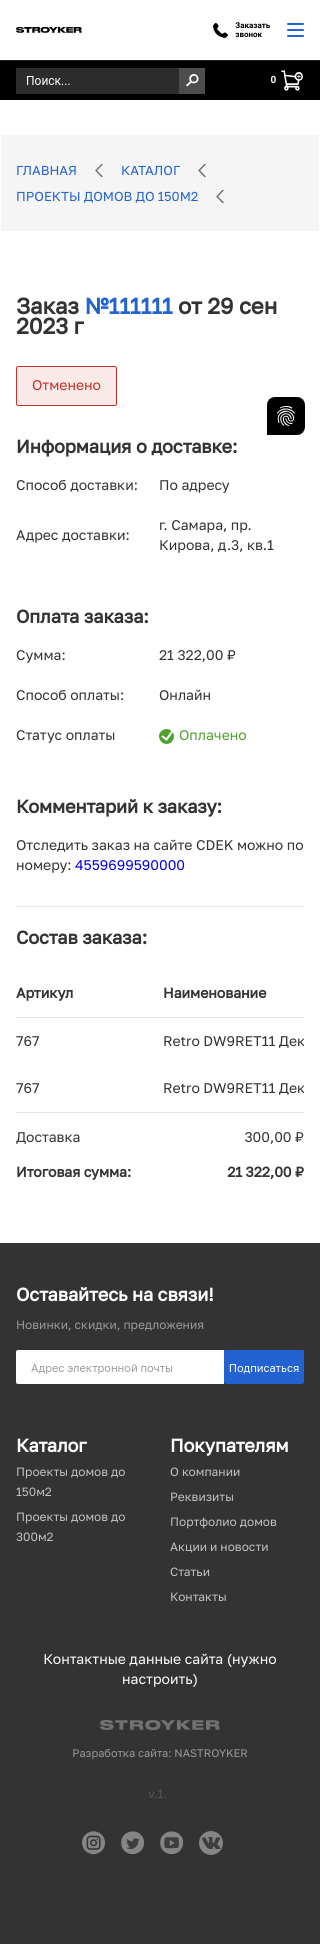 STROYKER
Заказать
звонок
Поиск...
0
ГЛАВНАЯ КАТАЛОГ
ПРОЕКТЫ ДОМОВ ДО 150М2
Заказ №111111 от 29 сен
2023 г
Отменено
Информация о доставке:
Способ доставки: По адресу
Адрес доставки: г. Самара, пр.
Кирова, д.3, кв.1
Оплата заказа:
Сумма: 21 322,00 ₽
Способ оплаты: Онлайн
Статус оплаты Оплачено
Комментарий к заказу:
Отследить заказ на сайте CDEK можно по
номеру: 4559699590000
Состав заказа:
Артикул Наименование
767 Retro DW9RET11 Дек
767 Retro DW9RET11 Дек
Доставка 300,00 ₽
Итоговая сумма: 21 322,00 ₽
Оставайтесь на связи!
Новинки, скидки, предложения
Адрес электронной почты Подписаться
Каталог
Проекты домов до
150м2
Проекты домов до
300м2
Покупателям
О компании
Реквизиты
Портфолио домов
Акции и новости
Статьи
Контакты
Контактные данные сайта (нужно
настроить)
STROYKER
Разработка сайта: NASTROYKER
v.1.